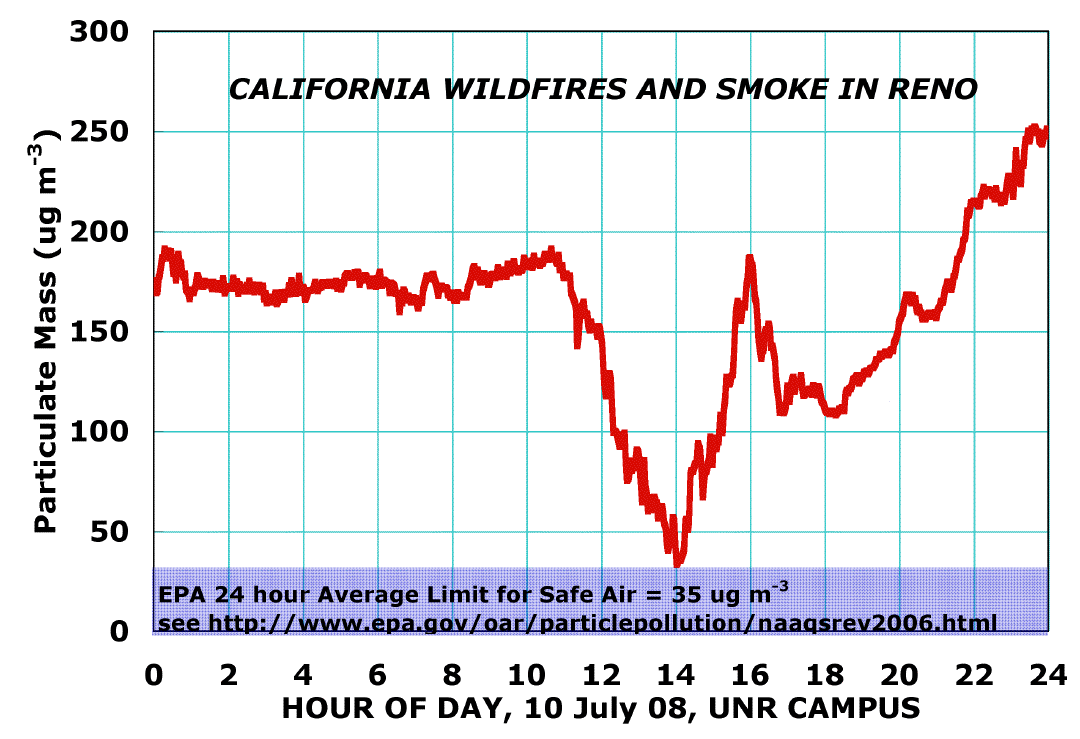 300
CALIFORNIA WILDFIRES AND SMOKE IN RENO
250
200
150
100
50
0
Particulate Mass (ug m-3)
EPA 24 hour Average Limit for Safe Air = 35 ug m-3
see http://www.epa.gov/oar/particlepollution/naaqsrev2006.html
0 2 4 6 8 10 12 14 16 18 20 22 24
HOUR OF DAY, 10 July 08, UNR CAMPUS